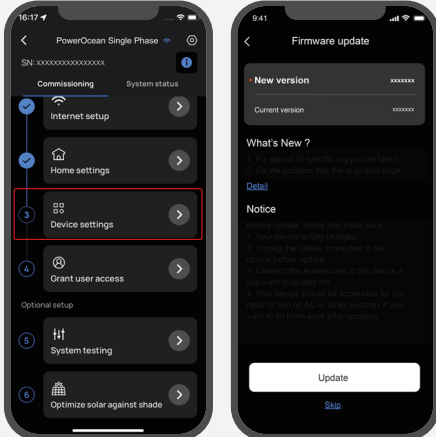 16:17
PowerOcean Single Phase
SN: xxxxxxxxxxxxxxx
Commissioning
System status
Internet setup
Home settings
3
Device settings
4
Grant user access
Optional setup
5
System testing
6
Optimize solar against shade
9:41
Firmware update
New version
xxxxxxx
Current version
xxxxxxx
What's New ?
1. Fix upload of specific svg picture failed;
2. Fix the problem that the rp project page;
Detail
Notice
Before update, check and make sure
1. Your device is fully charged
2. Unplug the cables connected to the
device before update.
3. Connect the accessories to the device if
you want to update the.
4. Your device should be accessible for you
need to turn on AC or other switches if you
want to let them work after updating.
Update
Skip